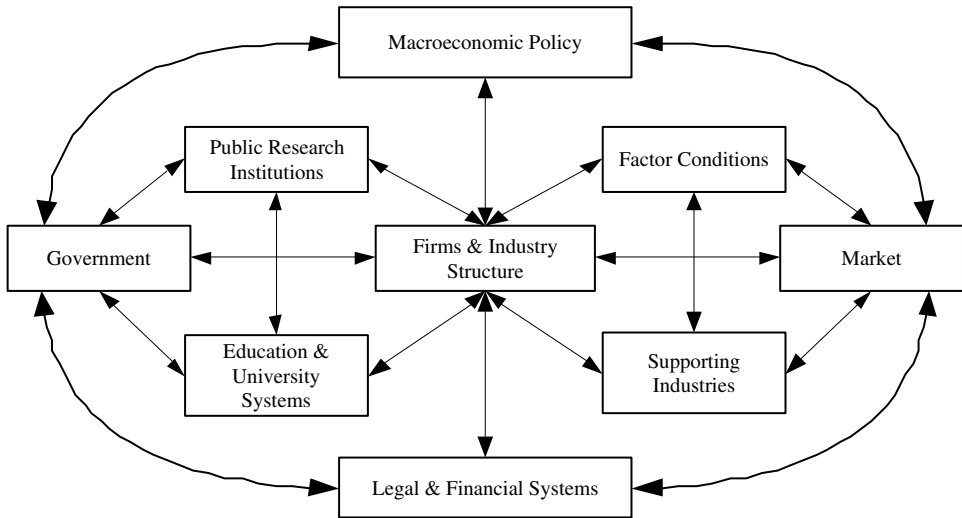 Macroeconomic Policy
Public Research
Institutions
Factor Conditions
Government
Firms & Industry
Structure
Market
Education &
University
Systems
Supporting
Industries
Legal & Financial Systems